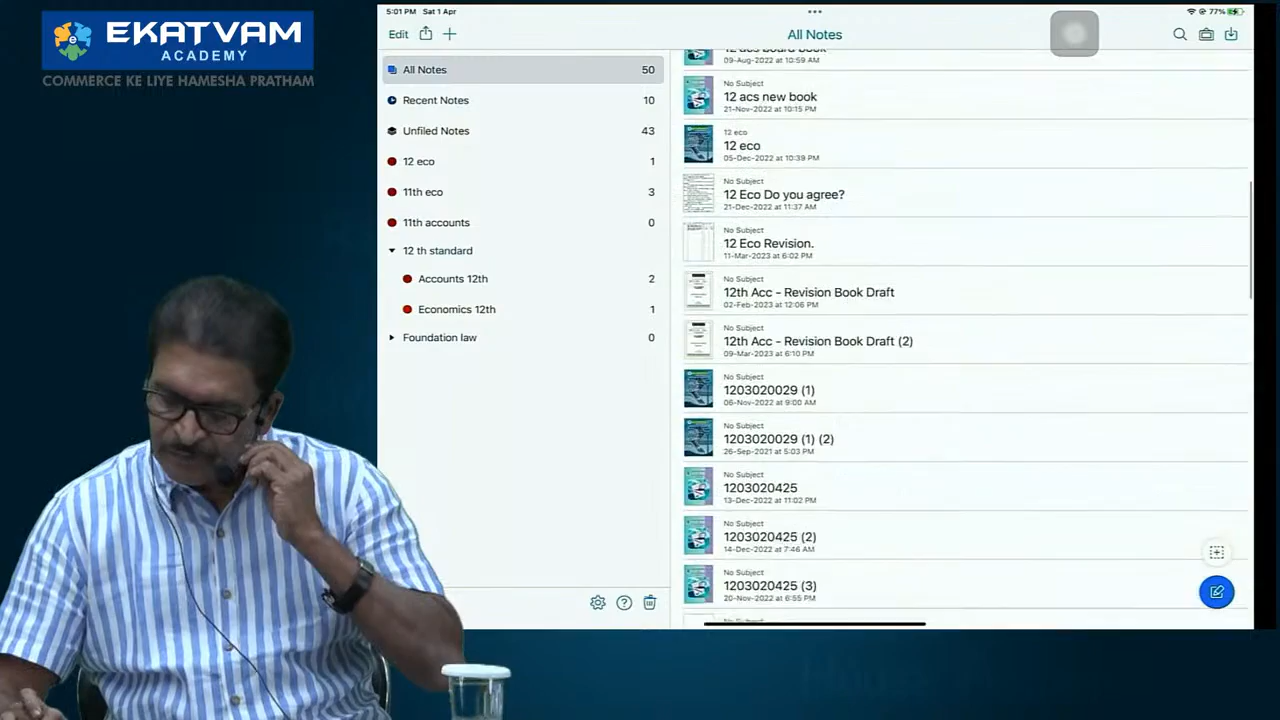 EKATVAM
ACADEMY
COMMERCE KE LIYE HAMESHA PRATHAM
5:01 PM Sat 1 Apr
77%
Edit
All Notes
All Notes 50
Recent Notes 10
Unfiled Notes 43
12 eco 1
11th eco 3
11th accounts 0
12 th standard
Accounts 12th 2
Economics 12th 1
Foundation law 0
12 acs board book
09-Aug-2022 at 10:59 AM
No Subject
12 acs new book
21-Nov-2022 at 10:15 PM
12 eco
12 eco
05-Dec-2022 at 10:39 PM
No Subject
12 Eco Do you agree?
21-Dec-2022 at 11:37 AM
No Subject
12 Eco Revision.
11-Mar-2023 at 6:02 PM
No Subject
12th Acc - Revision Book Draft
02-Feb-2023 at 12:06 PM
No Subject
12th Acc - Revision Book Draft (2)
09-Mar-2023 at 6:10 PM
No Subject
1203020029 (1)
06-Nov-2022 at 9:00 AM
No Subject
1203020029 (1) (2)
26-Sep-2021 at 5:03 PM
No Subject
1203020425
13-Dec-2022 at 11:02 PM
No Subject
1203020425 (2)
14-Dec-2022 at 7:46 AM
No Subject
1203020425 (3)
20-Nov-2022 at 6:55 PM